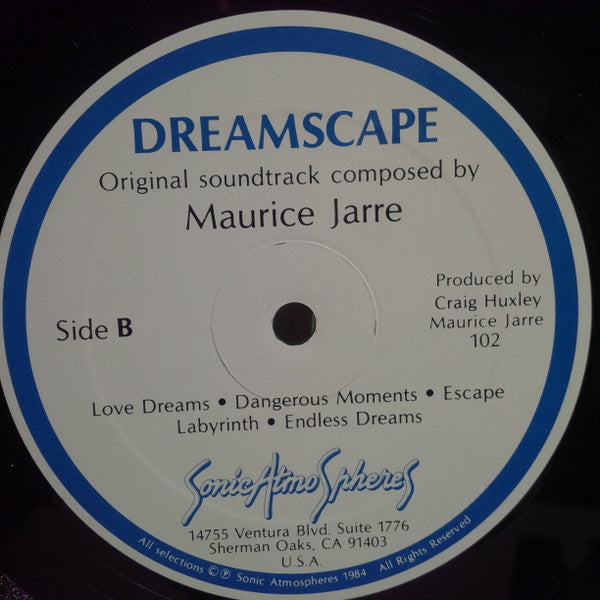 DREAMSCAPE
Original soundtrack composed by
Maurice Jarre
Produced by
Craig Huxley
Maurice Jarre
102
Side B
Love Dreams • Dangerous Moments • Escape
Labyrinth • Endless Dreams
Sonic AtmoSpheres
14755 Ventura Blvd. Suite 1776
Sherman Oaks, CA 91403
U.S.A.
All selections © ℗ Sonic Atmospheres 1984 All Rights Reserved